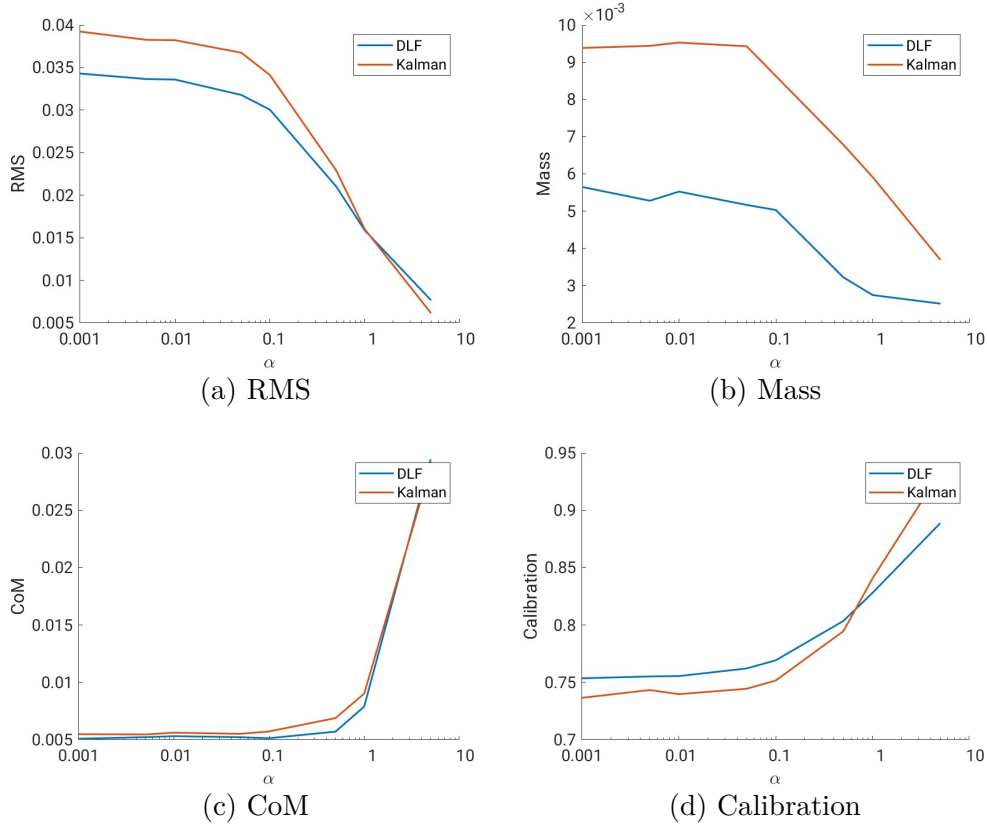 0.04
0.035
0.03
0.025
0.02
0.015
0.01
0.005
RMS
0.001 0.01 0.1 1 10
α
DLF
Kalman
(a) RMS
×10⁻³
10
9
8
7
6
5
4
3
2
Mass
0.001 0.01 0.1 1 10
α
DLF
Kalman
(b) Mass
0.03
0.025
0.02
0.015
0.01
0.005
CoM
0.001 0.01 0.1 1 10
α
DLF
Kalman
(c) CoM
0.95
0.9
0.85
0.8
0.75
0.7
Calibration
0.001 0.01 0.1 1 10
α
DLF
Kalman
(d) Calibration